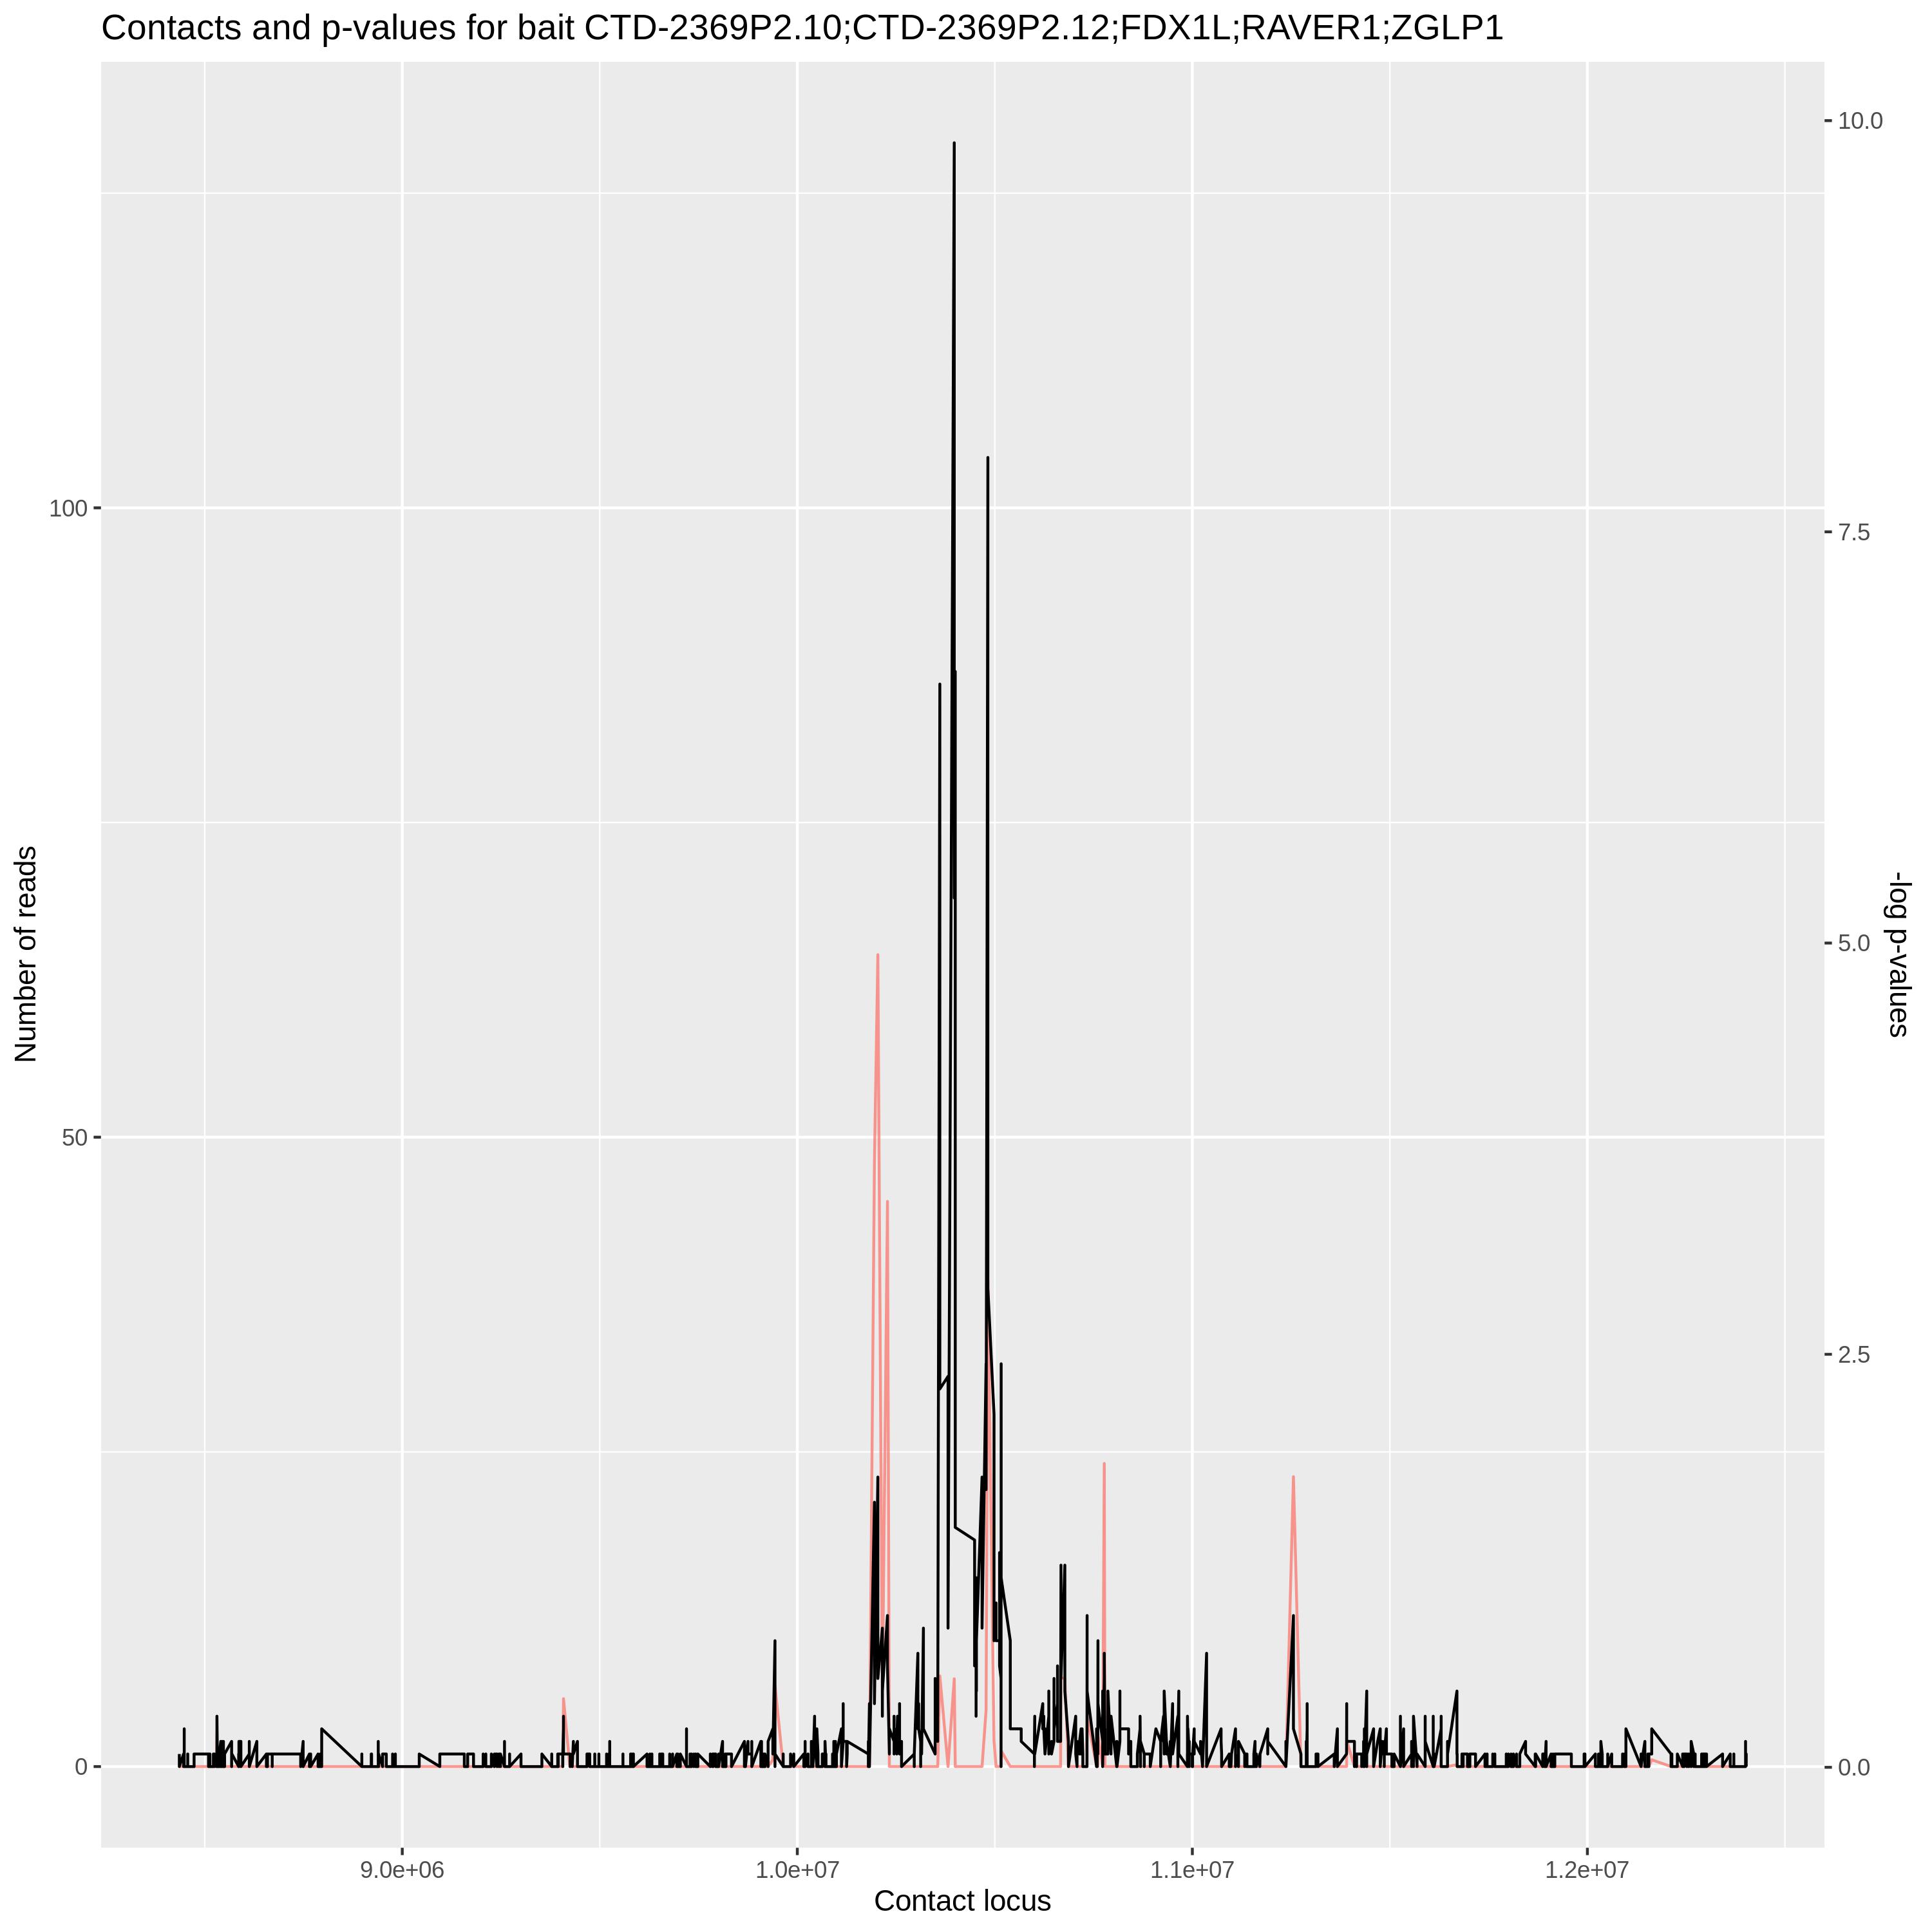 Contacts and p-values for bait CTD-2369P2.10;CTD-2369P2.12;FDX1L;RAVER1;ZGLP1
10.0
100
7.5
Number of reads
-log p-values
5.0
50
2.5
0
0.0
9.0e+06 1.0e+07 1.1e+07 1.2e+07
Contact locus